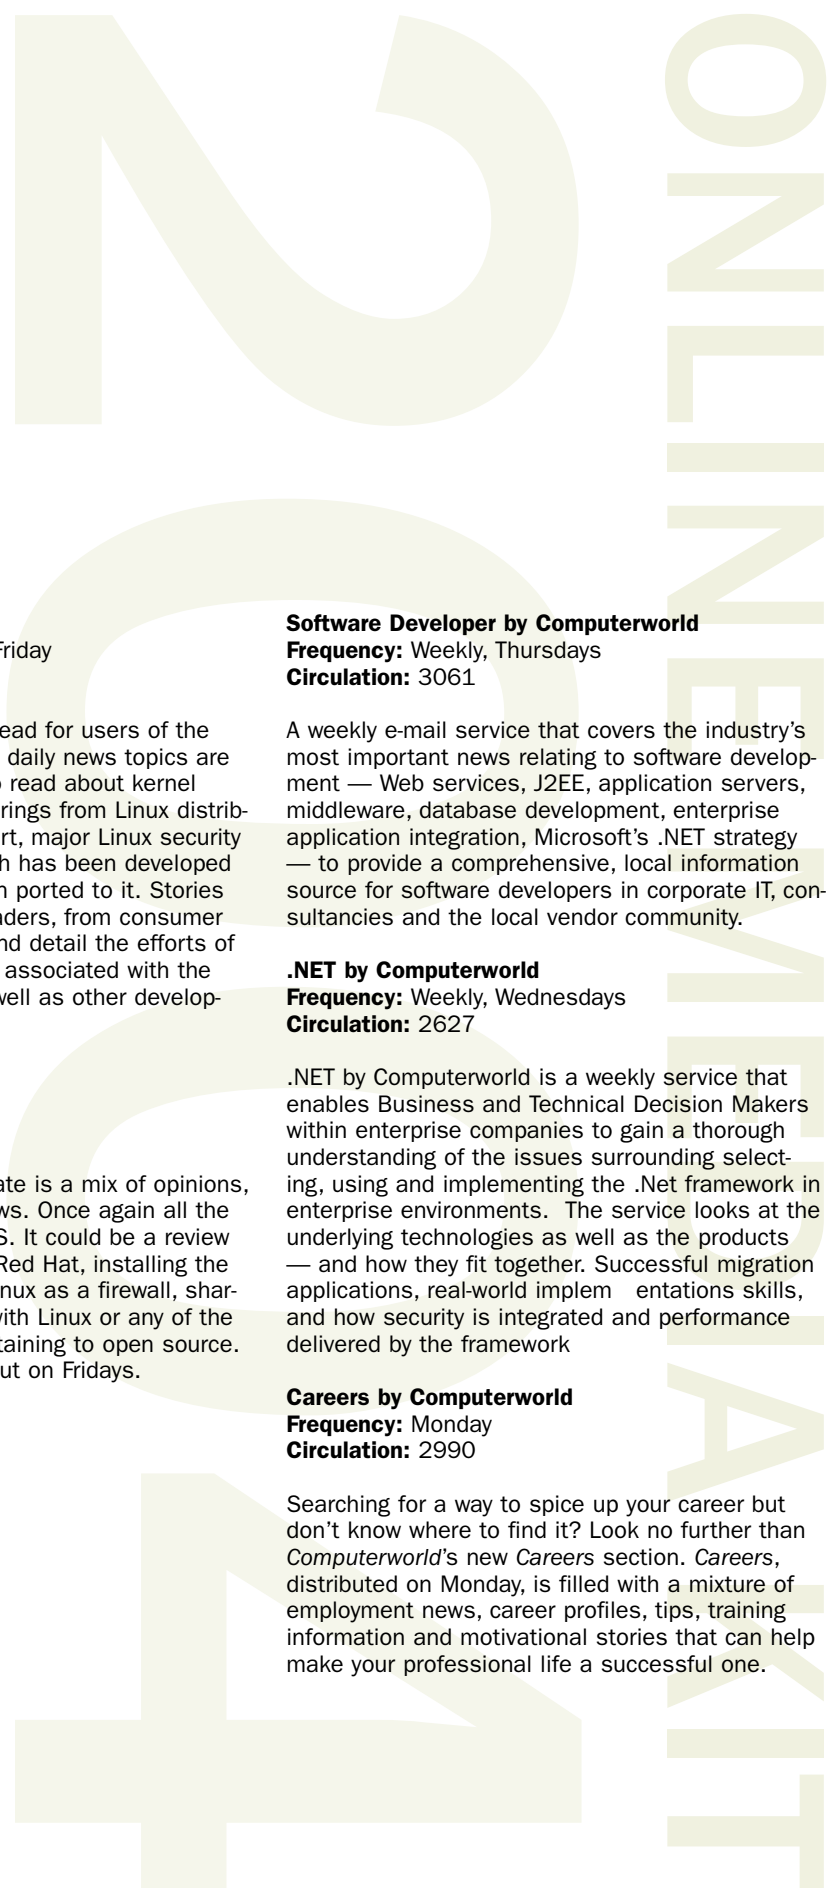 2004
ONLINE MEDIA KIT
Friday
ead for users of the
daily news topics are
read about kernel
rings from Linux distrib-
rt, major Linux security
h has been developed
ported to it. Stories
aders, from consumer
nd detail the efforts of
associated with the
well as other develop-
ate is a mix of opinions,
ws. Once again all the
S. It could be a review
Red Hat, installing the
nux as a firewall, shar-
with Linux or any of the
taining to open source.
ut on Fridays.
Software Developer by Computerworld
Frequency: Weekly, Thursdays
Circulation: 3061
A weekly e-mail service that covers the industry’s
most important news relating to software develop-
ment — Web services, J2EE, application servers,
middleware, database development, enterprise
application integration, Microsoft’s .NET strategy
— to provide a comprehensive, local information
source for software developers in corporate IT, con-
sultancies and the local vendor community.
.NET by Computerworld
Frequency: Weekly, Wednesdays
Circulation: 2627
.NET by Computerworld is a weekly service that
enables Business and Technical Decision Makers
within enterprise companies to gain a thorough
understanding of the issues surrounding select-
ing, using and implementing the .Net framework in
enterprise environments.  The service looks at the
underlying technologies as well as the products
— and how they fit together. Successful migration
applications, real-world implem   entations skills,
and how security is integrated and performance
delivered by the framework
Careers by Computerworld
Frequency: Monday
Circulation: 2990
Searching for a way to spice up your career but
don’t know where to find it? Look no further than
Computerworld’s new Careers section. Careers,
distributed on Monday, is filled with a mixture of
employment news, career profiles, tips, training
information and motivational stories that can help
make your professional life a successful one.